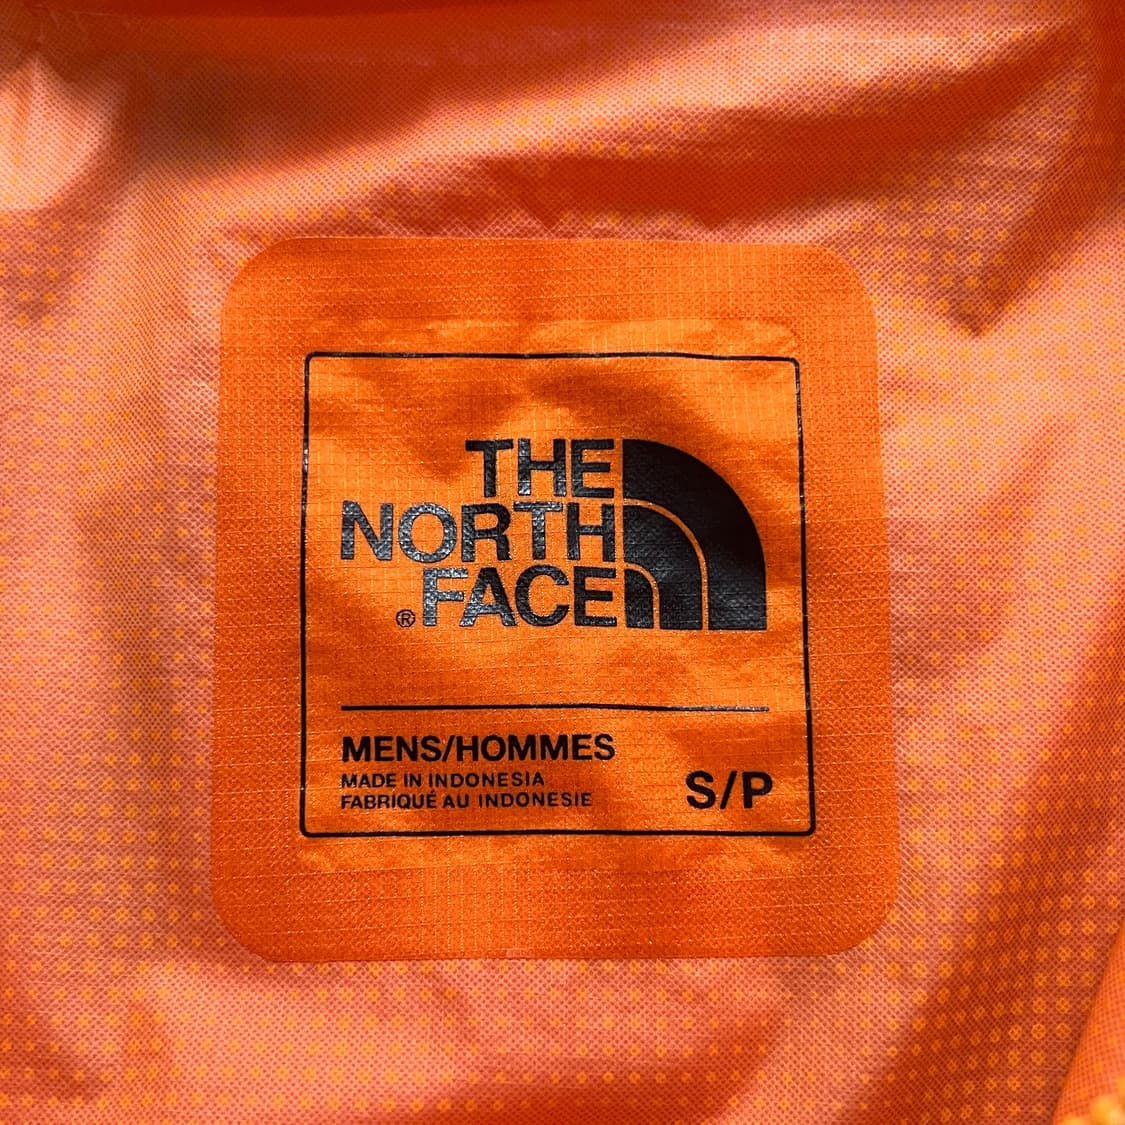 THE
NORTH
® FACE
MENS/HOMMES
MADE IN INDONESIA
FABRIQUÉ AU INDONESIE
S/P